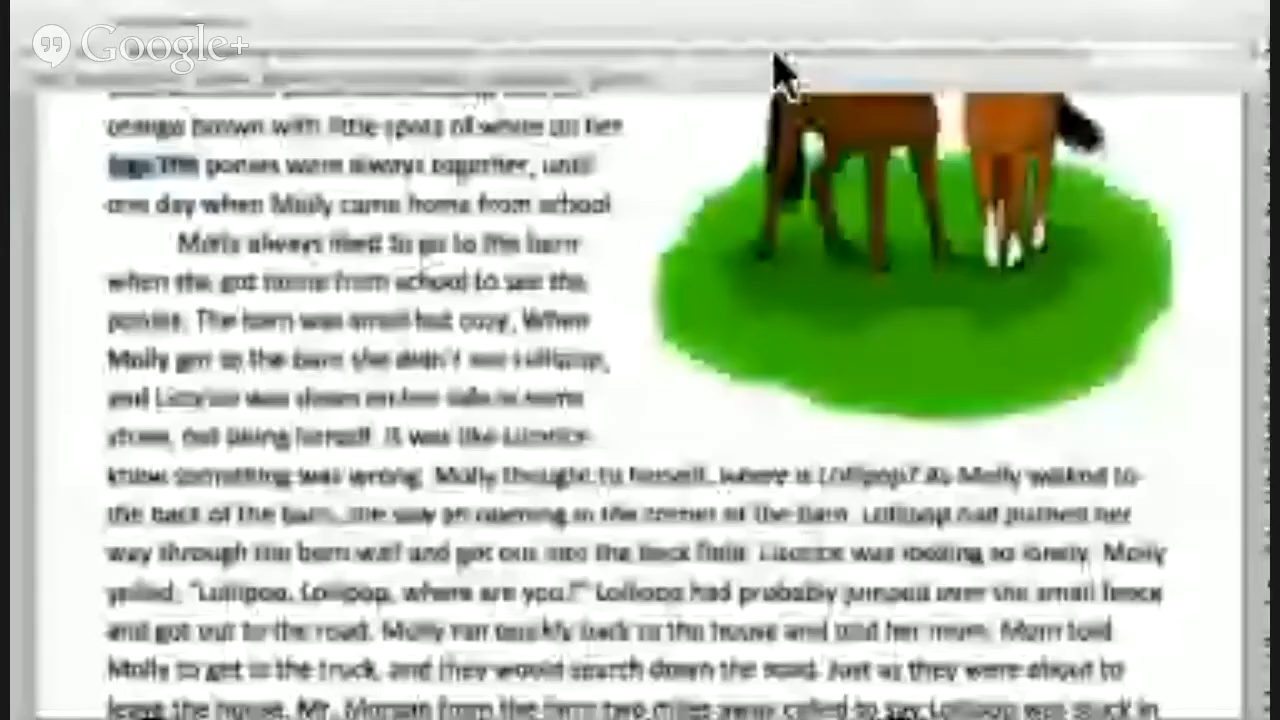 Google+
orange brown with little spots of white on her
legs. The ponies were always together, until
one day when Molly came home from school
Molly always liked to go to the barn
when she got home from school to see the
ponies. The barn was small but cozy. When
Molly got to the barn she didn't see Lollipop,
and Licorice was down on her side in some
straw, not being herself. It was like Licorice
knew something was wrong. Molly thought to herself, where is Lollipop? As Molly walked to
the back of the barn, she saw an opening in the corner of the barn. Lollipop had pushed her
way through the barn wall and got out into the back field. Licorice was looking so lonely. Molly
yelled, "Lollipop, Lollipop, where are you?" Lollipop had probably jumped over the small fence
and got out to the road. Molly ran quickly back to the house and told her mom. Mom told
Molly to get in the truck, and they would search down the road. Just as they were about to
leave the house, Mr. Morgan from the farm two miles away called to say Lollipop was stuck in